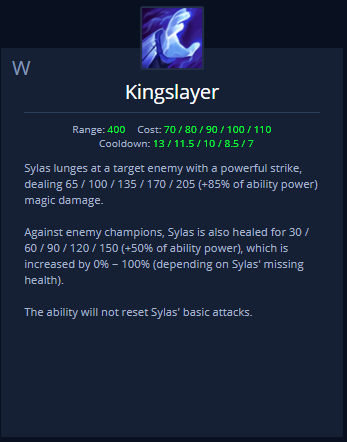 W
Kingslayer
Range: 400 Cost: 70 / 80 / 90 / 100 / 110
Cooldown: 13 / 11.5 / 10 / 8.5 / 7
Sylas lunges at a target enemy with a powerful strike,
dealing 65 / 100 / 135 / 170 / 205 (+85% of ability power)
magic damage.
Against enemy champions, Sylas is also healed for 30 /
60 / 90 / 120 / 150 (+50% of ability power), which is
increased by 0% – 100% (depending on Sylas' missing
health).
The ability will not reset Sylas' basic attacks.